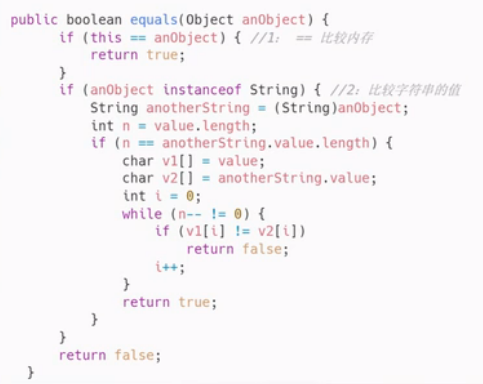 public boolean equals(Object anObject) {
if (this == anObject) { //1: == 比较内存
return true;
}
if (anObject instanceof String) { //2: 比较字符串的值
String anotherString = (String)anObject;
int n = value.length;
if (n == anotherString.value.length) {
char v1[] = value;
char v2[] = anotherString.value;
int i = 0;
while (n-- != 0) {
if (v1[i] != v2[i])
return false;
i++;
}
return true;
}
}
return false;
}